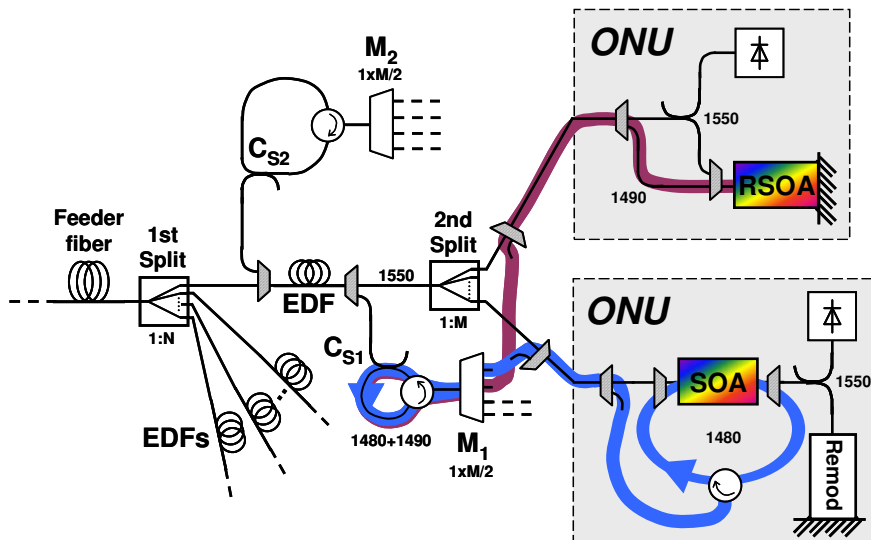 M2
1xM/2
CS2
Feeder
fiber
1st
Split
1:N
EDFs
EDF
1550
2nd
Split
1:M
CS1
1480+1490
M1
1xM/2
ONU
1550
1490
RSOA
ONU
SOA
1480
1550
Remod